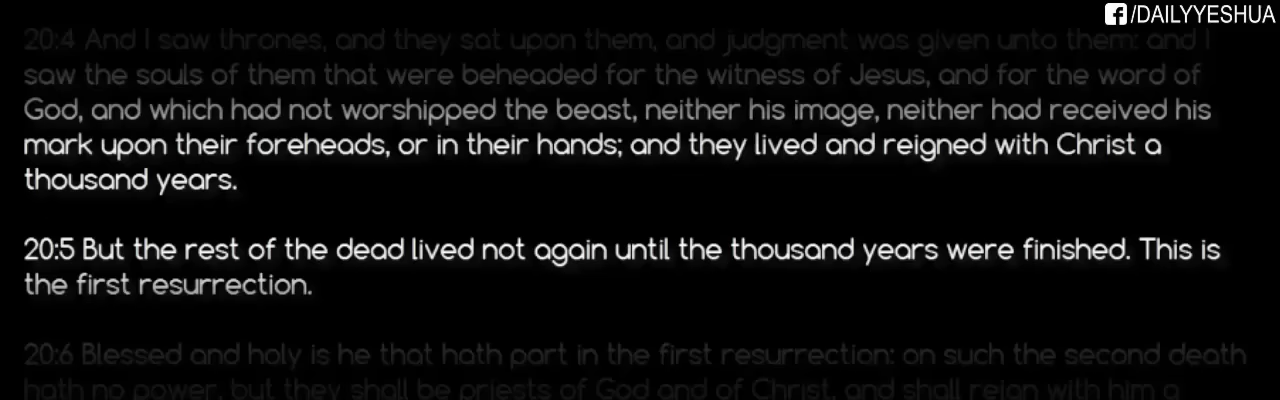 /DAILYYESHUA
20:4 And I saw thrones, and they sat upon them, and judgment was given unto them: and I
saw the souls of them that were beheaded for the witness of Jesus, and for the word of
God, and which had not worshipped the beast, neither his image, neither had received his
mark upon their foreheads, or in their hands; and they lived and reigned with Christ a
thousand years.
20:5 But the rest of the dead lived not again until the thousand years were finished. This is
the first resurrection.
20:6 Blessed and holy is he that hath part in the first resurrection: on such the second death
hath no power, but they shall be priests of God and of Christ, and shall reign with him a